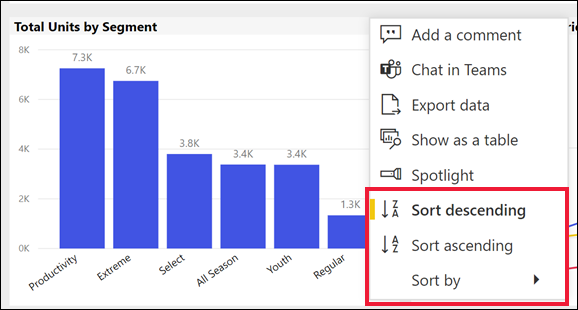 Total Units by Segment
8K
7.3K
6.7K
6K
4K
3.8K
3.4K
3.4K
2K
1.3K
0K
Productivity
Extreme
Select
All Season
Youth
Regular
Add a comment
Chat in Teams
Export data
Show as a table
Spotlight
Sort descending
Sort ascending
Sort by